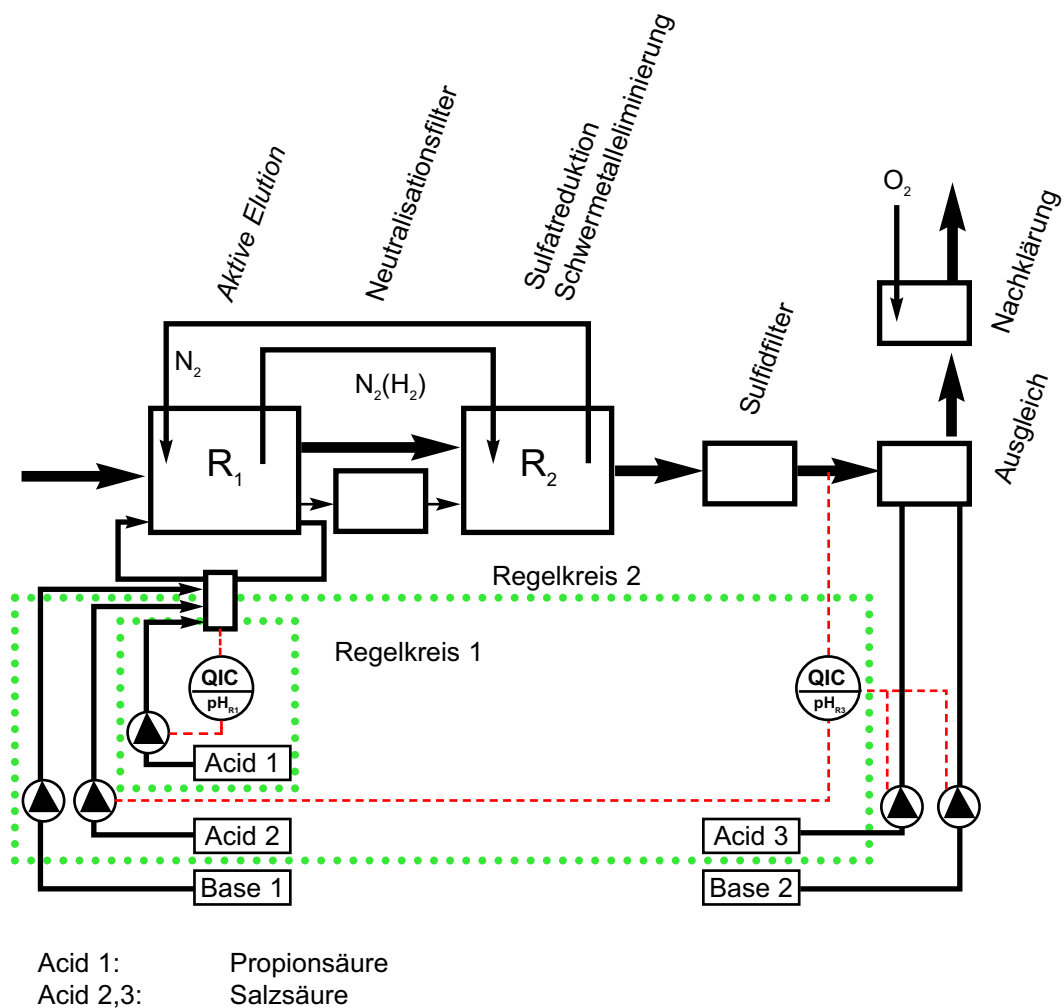 Aktive Elution
Neutralisationsfilter
Sulfatreduktion
Schwermetalleliminierung
O2
Nachklärung
N2
N2(H2)
Sulfidfilter
Ausgleich
R1
R2
Regelkreis 2
Regelkreis 1
QIC
pHR1
QIC
pHR3
Acid 1
Acid 2
Acid 3
Base 1
Base 2
Acid 1: Propionsäure
Acid 2,3: Salzsäure